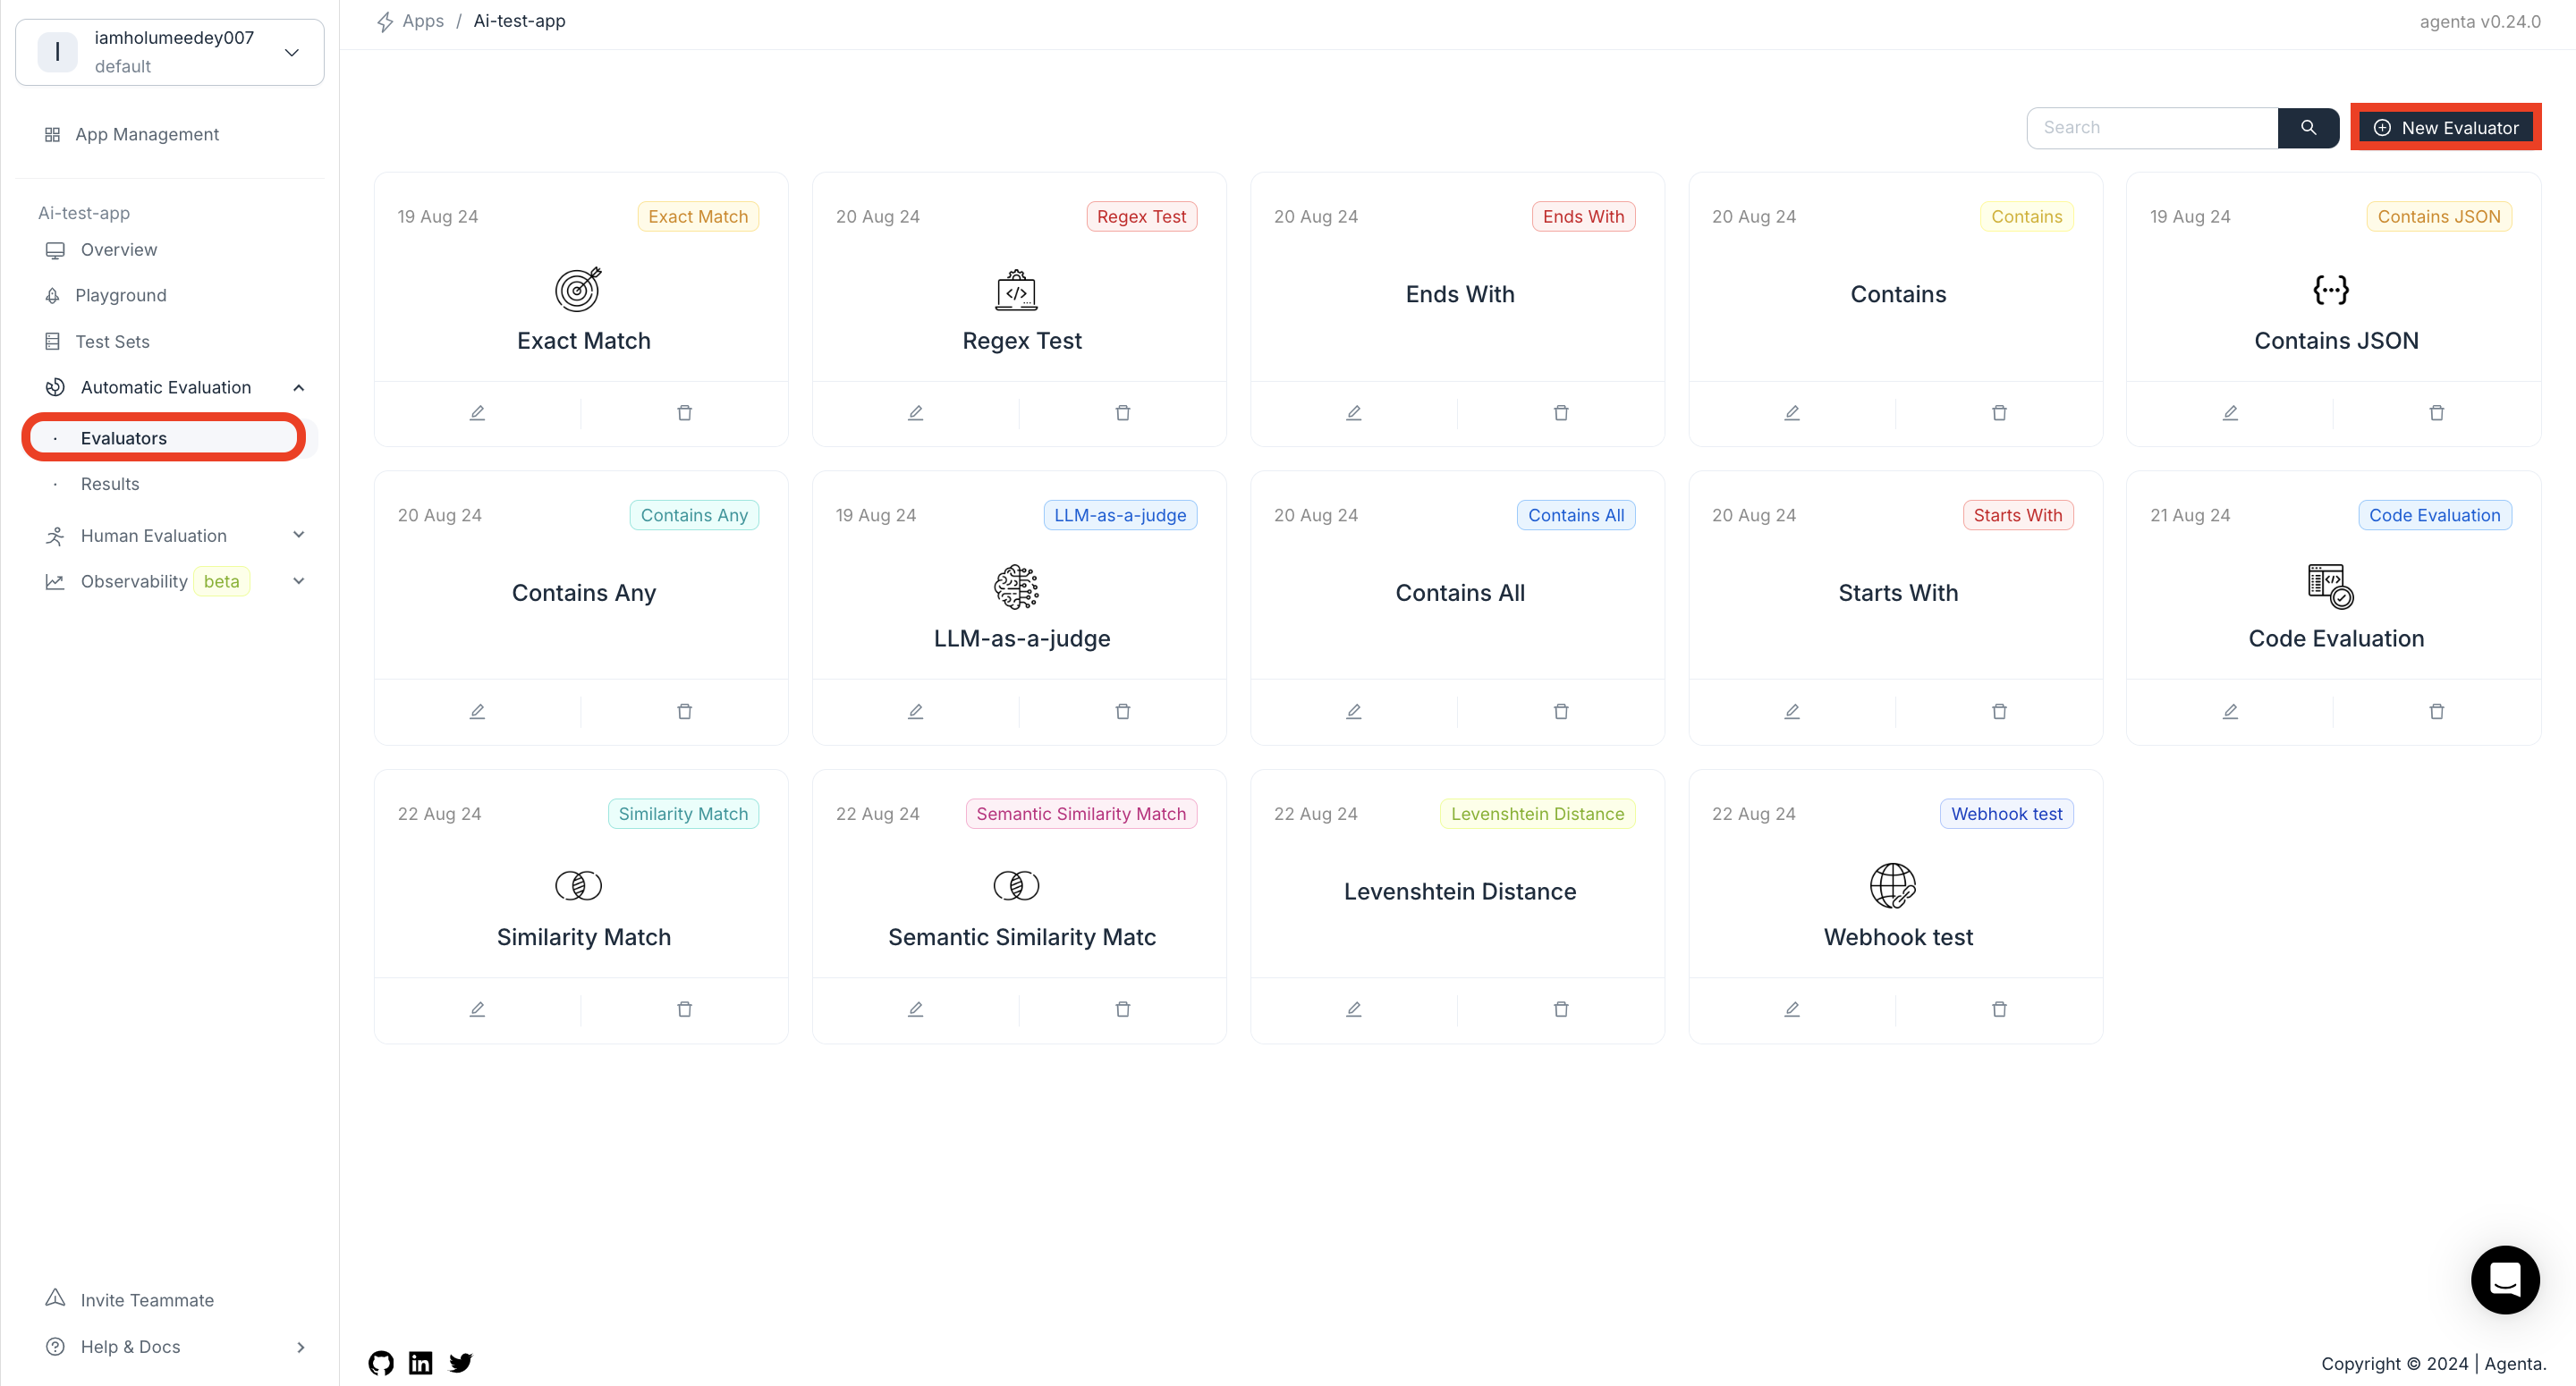 I
iamholumeedey007
default
App Management
Ai-test-app
Overview
Playground
Test Sets
Automatic Evaluation
· Evaluators
· Results
Human Evaluation
Observability beta
Invite Teammate
Help & Docs
Apps / Ai-test-app
agenta v0.24.0
Search
New Evaluator
19 Aug 24 Exact Match
Exact Match
20 Aug 24 Regex Test
</>
Regex Test
20 Aug 24 Ends With
Ends With
20 Aug 24 Contains
Contains
19 Aug 24 Contains JSON
{...}
Contains JSON
20 Aug 24 Contains Any
Contains Any
19 Aug 24 LLM-as-a-judge
LLM-as-a-judge
20 Aug 24 Contains All
Contains All
20 Aug 24 Starts With
Starts With
21 Aug 24 Code Evaluation
</>
Code Evaluation
22 Aug 24 Similarity Match
Similarity Match
22 Aug 24 Semantic Similarity Match
Semantic Similarity Matc
22 Aug 24 Levenshtein Distance
Levenshtein Distance
22 Aug 24 Webhook test
Webhook test
in
Copyright © 2024 | Agenta.